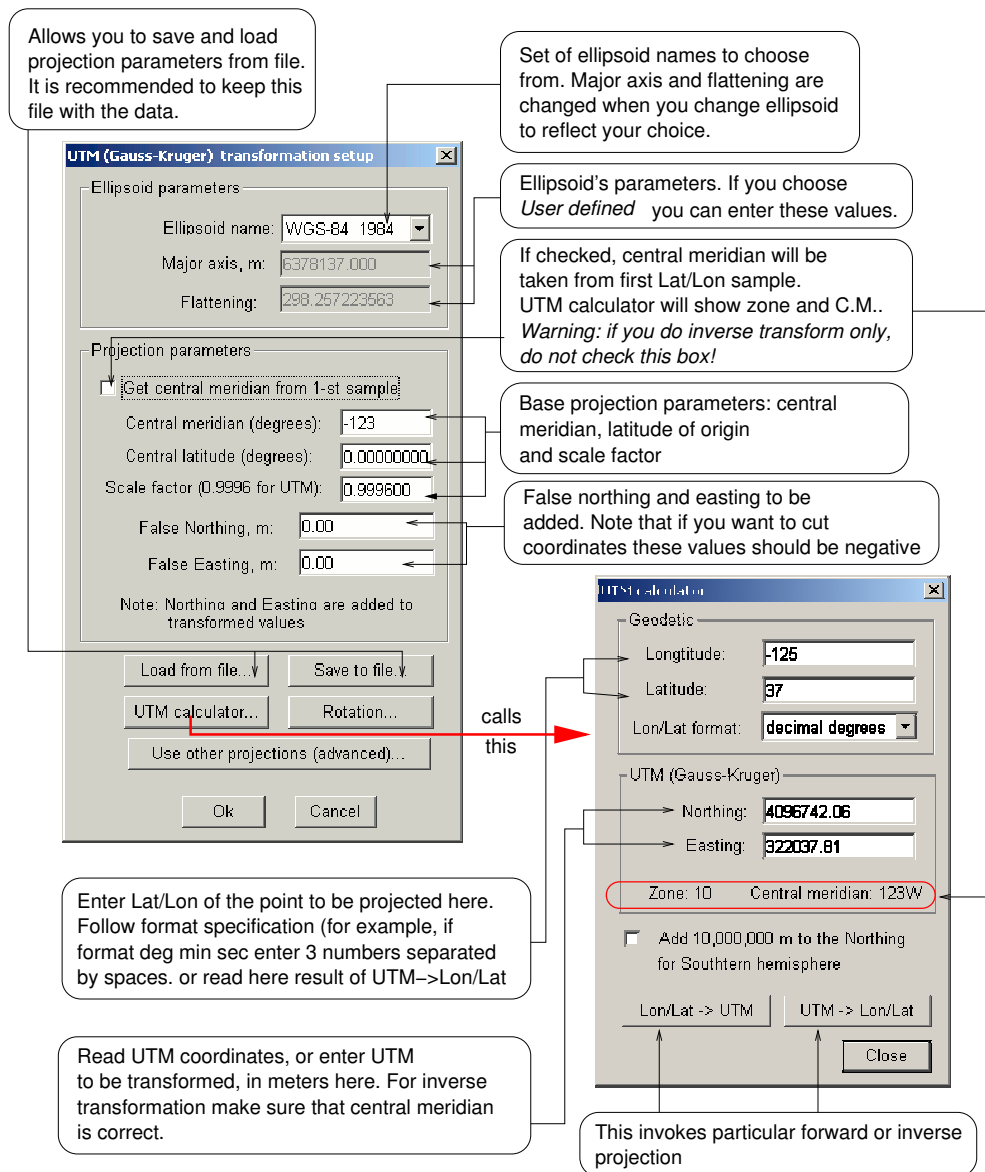 Allows you to save and load
projection parameters from file.
It is recommended to keep this
file with the data.
Set of ellipsoid names to choose
from. Major axis and flattening are
changed when you change ellipsoid
to reflect your choice.
UTM (Gauss-Kruger) transformation setup
Ellipsoid parameters
Ellipsoid name: WGS-84 1984
Major axis, m: 6378137.000
Flattening: 298.257223563
Ellipsoid's parameters. If you choose
User defined you can enter these values.
If checked, central meridian will be
taken from first Lat/Lon sample.
UTM calculator will show zone and C.M..
Warning: if you do inverse transform only,
do not check this box!
Projection parameters
Get central meridian from 1-st sample
Central meridian (degrees): -123
Central latitude (degrees): 0.00000000
Scale factor (0.9996 for UTM): 0.999600
False Northing, m: 0.00
False Easting, m: 0.00
Note: Northing and Easting are added to
transformed values
Base projection parameters: central
meridian, latitude of origin
and scale factor
False northing and easting to be
added. Note that if you want to cut
coordinates these values should be negative
Load from file...
Save to file...
UTM calculator...
Rotation...
Use other projections (advanced)...
Ok
Cancel
calls
this
UTM calculator
Geodetic
Longtitude: -125
Latitude: 37
Lon/Lat format: decimal degrees
UTM (Gauss-Kruger)
Northing: 4096742.06
Easting: 322037.81
Zone: 10 Central meridian: 123W
Add 10,000,000 m to the Northing
for Southtern hemisphere
Lon/Lat -> UTM
UTM -> Lon/Lat
Close
Enter Lat/Lon of the point to be projected here.
Follow format specification (for example, if
format deg min sec enter 3 numbers separated
by spaces. or read here result of UTM−>Lon/Lat
Read UTM coordinates, or enter UTM
to be transformed, in meters here. For inverse
transformation make sure that central meridian
is correct.
This invokes particular forward or inverse
projection